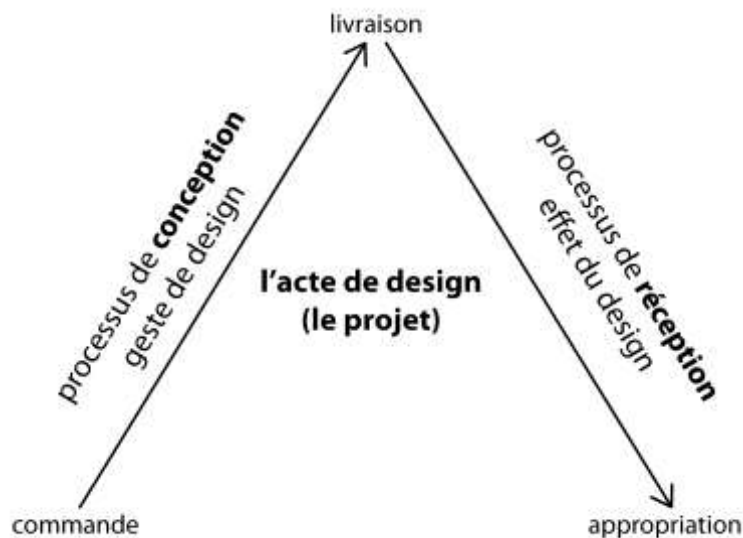 livraison
processus de conception
geste de design
processus de réception
effet du design
l’acte de design
(le projet)
commande
appropriation